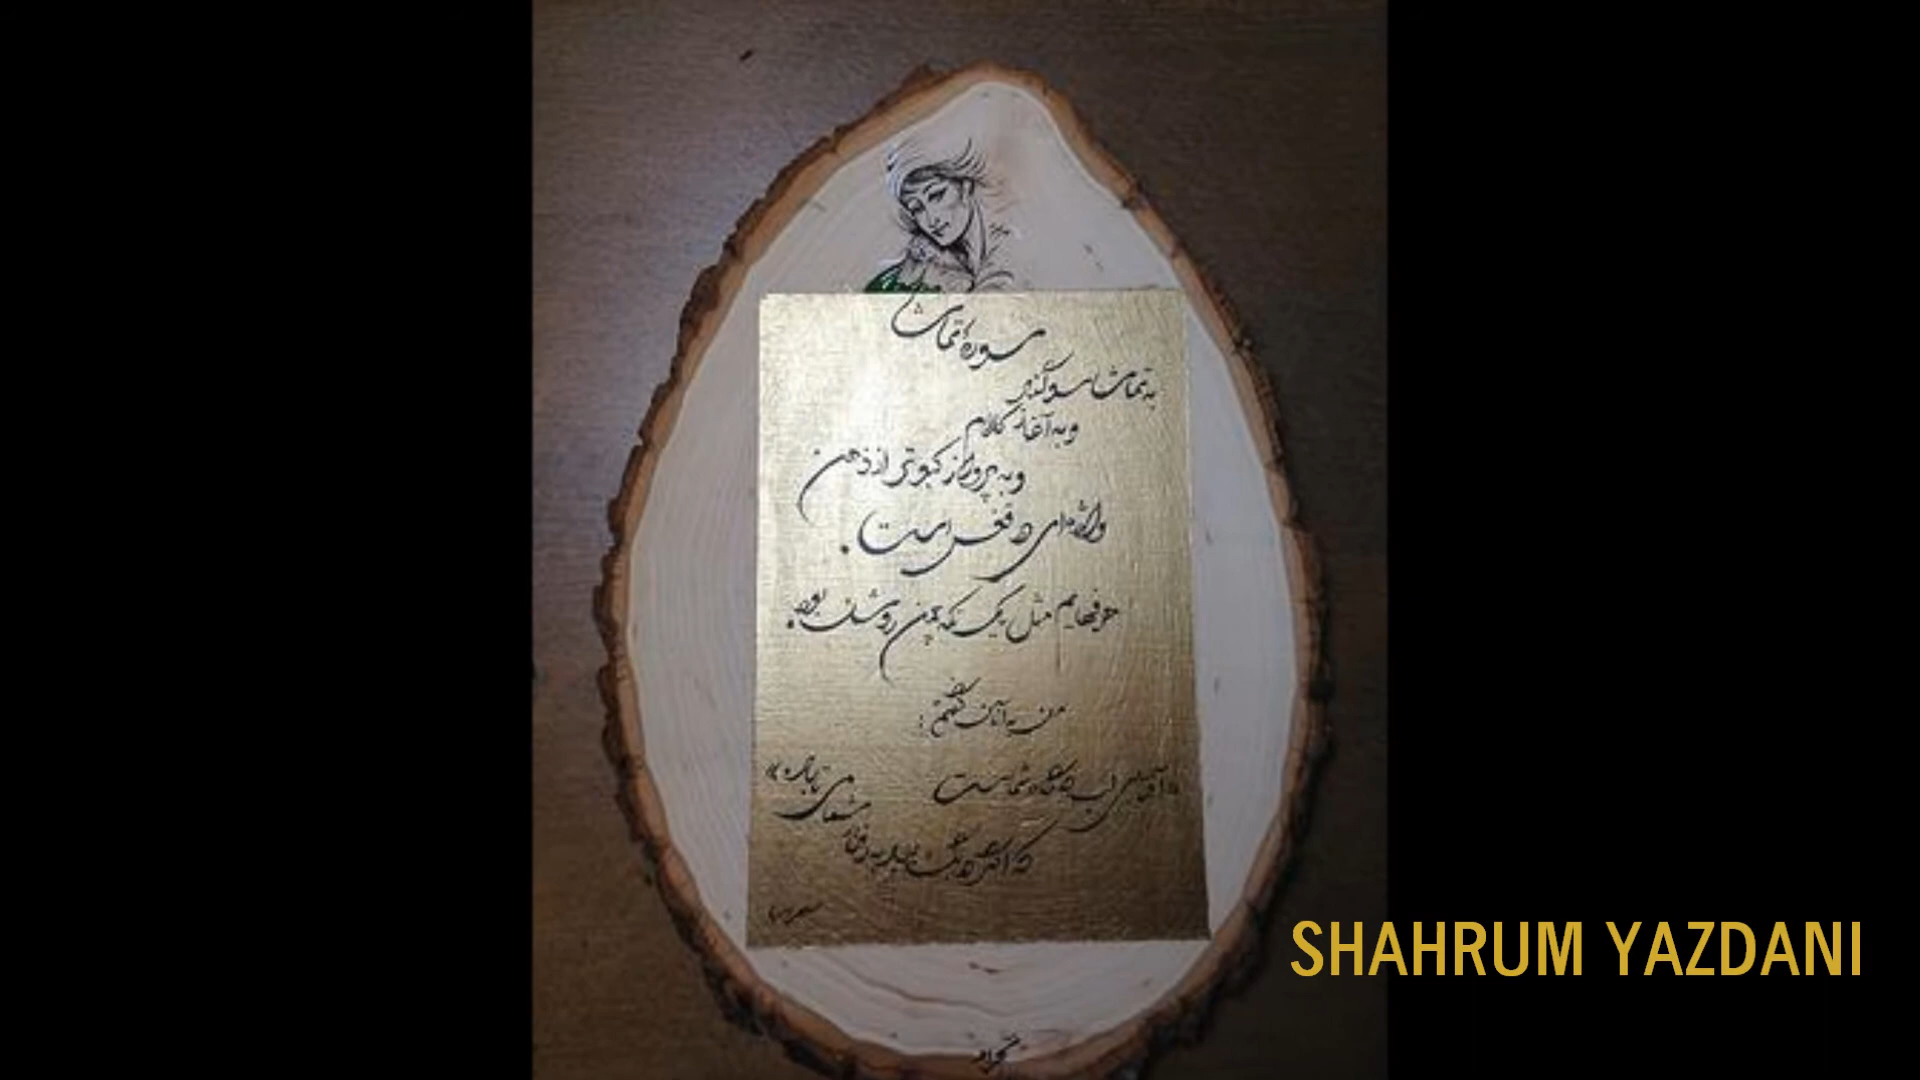 سوره تماشا
به تماشا سوگند
و به آغاز کلام
و به پرواز کبوتر از ذهن
واژه‌ای در قفس است.
حرفهایم مثل یک تکه چمن روشن بود.
من به آنان گفتم:
«آفتابی لب درگاه شماست
که اگر در بگشایید به رفتار شما می تابد»
SHAHRUM YAZDANI